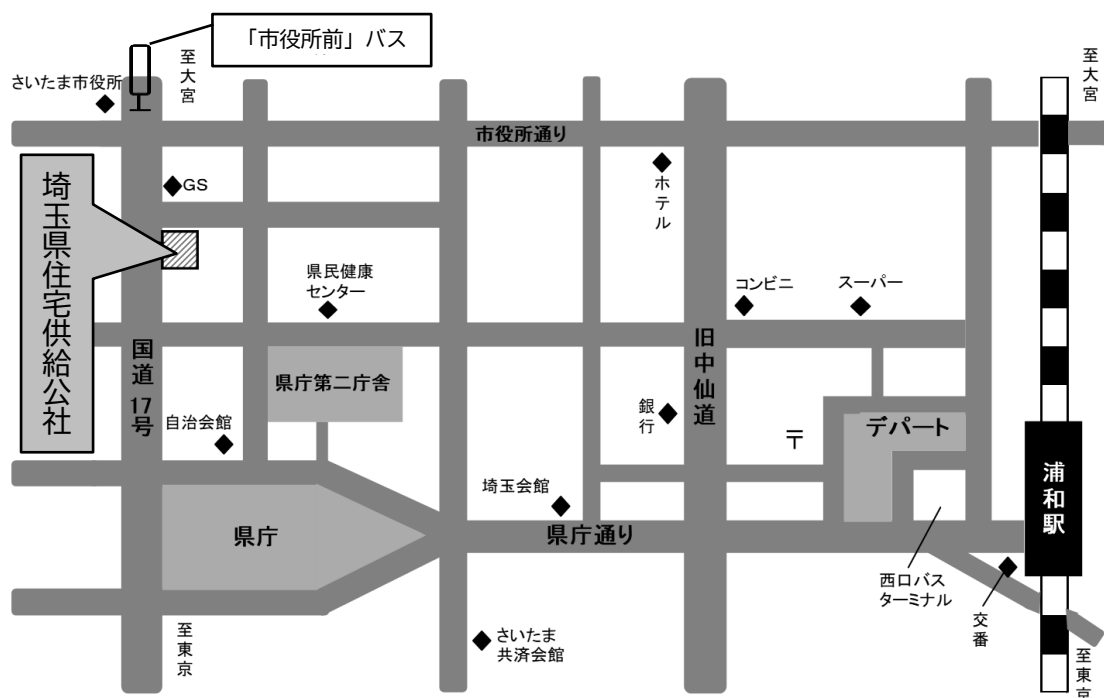 「市役所前」バス
至大宮
至大宮
さいたま市役所
市役所通り
GS
ホテル
埼玉県住宅供給公社
県民健康
センター
コンビニ
スーパー
国道17号
旧中仙道
県庁第二庁舎
銀行
自治会館
〒
デパート
埼玉会館
浦和駅
県庁
県庁通り
西口バス
ターミナル
交番
至東京
さいたま
共済会館
至東京